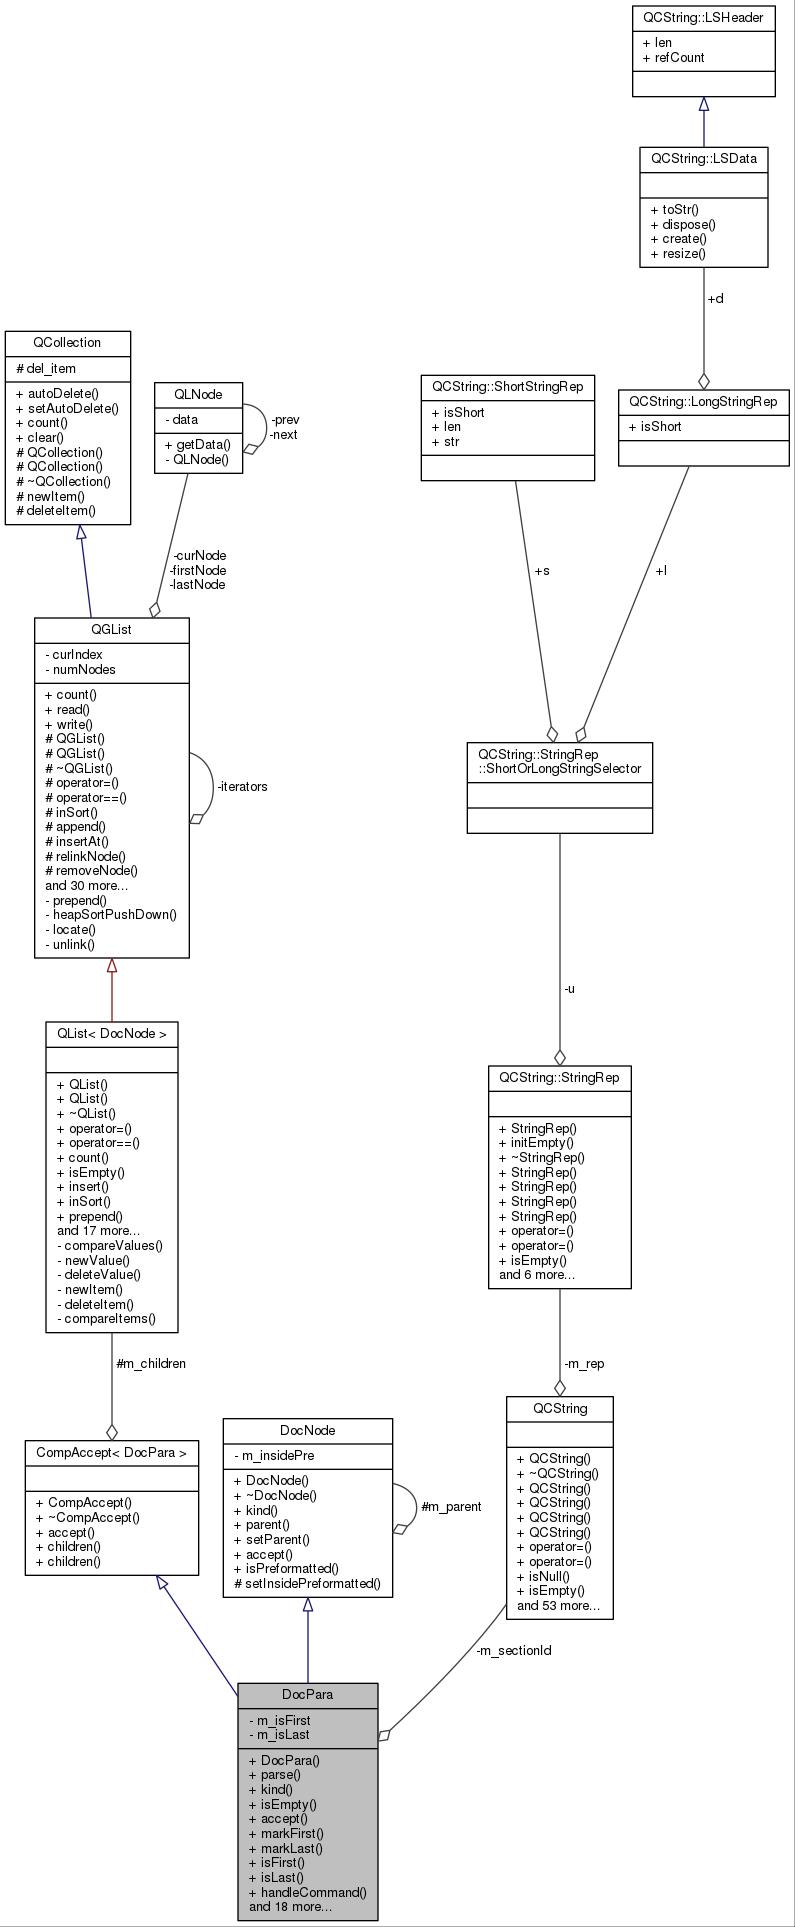 QCString::LSHeader
+ len
+ refCount
QCString::LSData
+ toStr()
+ dispose()
+ create()
+ resize()
+d
QCollection
# del_item
+ autoDelete()
+ setAutoDelete()
+ count()
+ clear()
# QCollection()
# QCollection()
# ~QCollection()
# newItem()
# deleteItem()
QLNode
- data
+ getData()
- QLNode()
-prev
-next
QCString::ShortStringRep
+ isShort
+ len
+ str
QCString::LongStringRep
+ isShort
-curNode
-firstNode
-lastNode
+s
+l
QGList
- curIndex
- numNodes
+ count()
+ read()
+ write()
# QGList()
# QGList()
# ~QGList()
# operator=()
# operator==()
# inSort()
# append()
# insertAt()
# relinkNode()
# removeNode()
and 30 more...
- prepend()
- heapSortPushDown()
- locate()
- unlink()
-iterators
QCString::StringRep
::ShortOrLongStringSelector
-u
QList< DocNode >
+ QList()
+ QList()
+ ~QList()
+ operator=()
+ operator==()
+ count()
+ isEmpty()
+ insert()
+ inSort()
+ prepend()
and 17 more...
- compareValues()
- newValue()
- deleteValue()
- newItem()
- deleteItem()
- compareItems()
QCString::StringRep
+ StringRep()
+ initEmpty()
+ ~StringRep()
+ StringRep()
+ StringRep()
+ StringRep()
+ StringRep()
+ operator=()
+ operator=()
+ isEmpty()
and 6 more...
#m_children
-m_rep
CompAccept< DocPara >
+ CompAccept()
+ ~CompAccept()
+ accept()
+ children()
+ children()
DocNode
- m_insidePre
+ DocNode()
+ ~DocNode()
+ kind()
+ parent()
+ setParent()
+ accept()
+ isPreformatted()
# setInsidePreformatted()
#m_parent
QCString
+ QCString()
+ ~QCString()
+ QCString()
+ QCString()
+ QCString()
+ QCString()
+ operator=()
+ operator=()
+ isNull()
+ isEmpty()
and 53 more...
-m_sectionId
DocPara
- m_isFirst
- m_isLast
+ DocPara()
+ parse()
+ kind()
+ isEmpty()
+ accept()
+ markFirst()
+ markLast()
+ isFirst()
+ isLast()
+ handleCommand()
and 18 more...